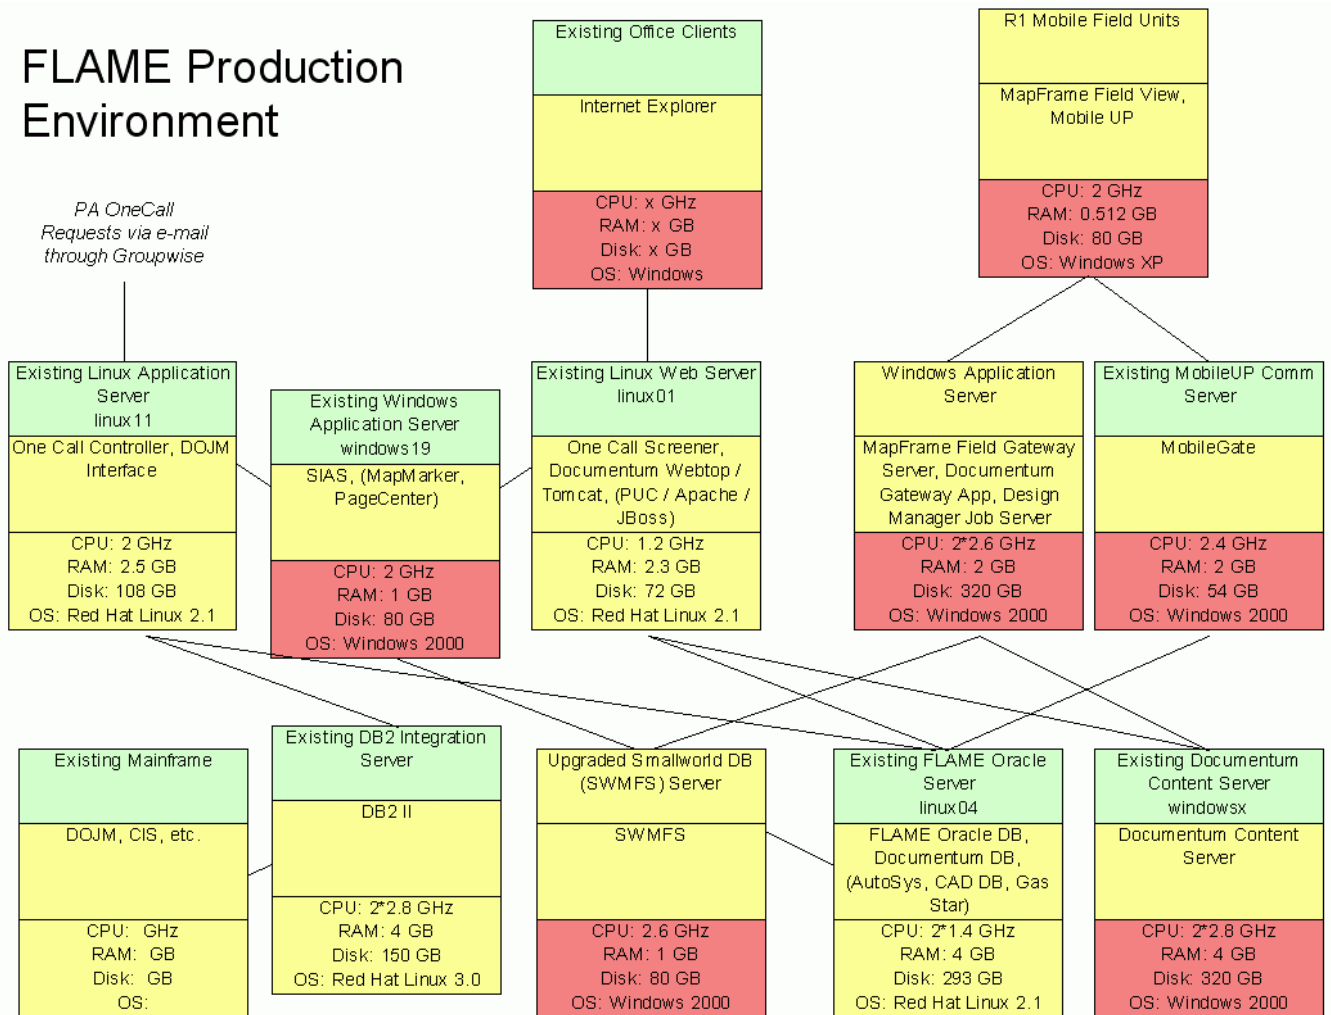 FLAME Production
Environment
PA OneCall
Requests via e-mail
through Groupwise
Existing Office Clients
Internet Explorer
CPU: x GHz
RAM: x GB
Disk: x GB
OS: Windows
R1 Mobile Field Units
MapFrame Field View,
Mobile UP
CPU: 2 GHz
RAM: 0.512 GB
Disk: 80 GB
OS: Windows XP
Existing Linux Application
Server
linux11
One Call Controller, DOJM
Interface
CPU: 2 GHz
RAM: 2.5 GB
Disk: 108 GB
OS: Red Hat Linux 2.1
Existing Windows
Application Server
windows19
SIAS, (MapMarker,
PageCenter)
CPU: 2 GHz
RAM: 1 GB
Disk: 80 GB
OS: Windows 2000
Existing Linux Web Server
linux01
One Call Screener,
Documentum Webtop /
Tomcat, (PUC / Apache /
JBoss)
CPU: 1.2 GHz
RAM: 2.3 GB
Disk: 72 GB
OS: Red Hat Linux 2.1
Windows Application
Server
MapFrame Field Gateway
Server, Documentum
Gateway App, Design
Manager Job Server
CPU: 2*2.6 GHz
RAM: 2 GB
Disk: 320 GB
OS: Windows 2000
Existing MobileUP Comm
Server
MobileGate
CPU: 2.4 GHz
RAM: 2 GB
Disk: 54 GB
OS: Windows 2000
Existing Mainframe
DOJM, CIS, etc.
CPU: GHz
RAM: GB
Disk: GB
OS:
Existing DB2 Integration
Server
DB2 II
CPU: 2*2.8 GHz
RAM: 4 GB
Disk: 150 GB
OS: Red Hat Linux 3.0
Upgraded Smallworld DB
(SWMFS) Server
SWMFS
CPU: 2.6 GHz
RAM: 1 GB
Disk: 80 GB
OS: Windows 2000
Existing FLAME Oracle
Server
linux04
FLAME Oracle DB,
Documentum DB,
(AutoSys, CAD DB, Gas
Star)
CPU: 2*1.4 GHz
RAM: 4 GB
Disk: 293 GB
OS: Red Hat Linux 2.1
Existing Documentum
Content Server
windowsx
Documentum Content
Server
CPU: 2*2.8 GHz
RAM: 4 GB
Disk: 320 GB
OS: Windows 2000